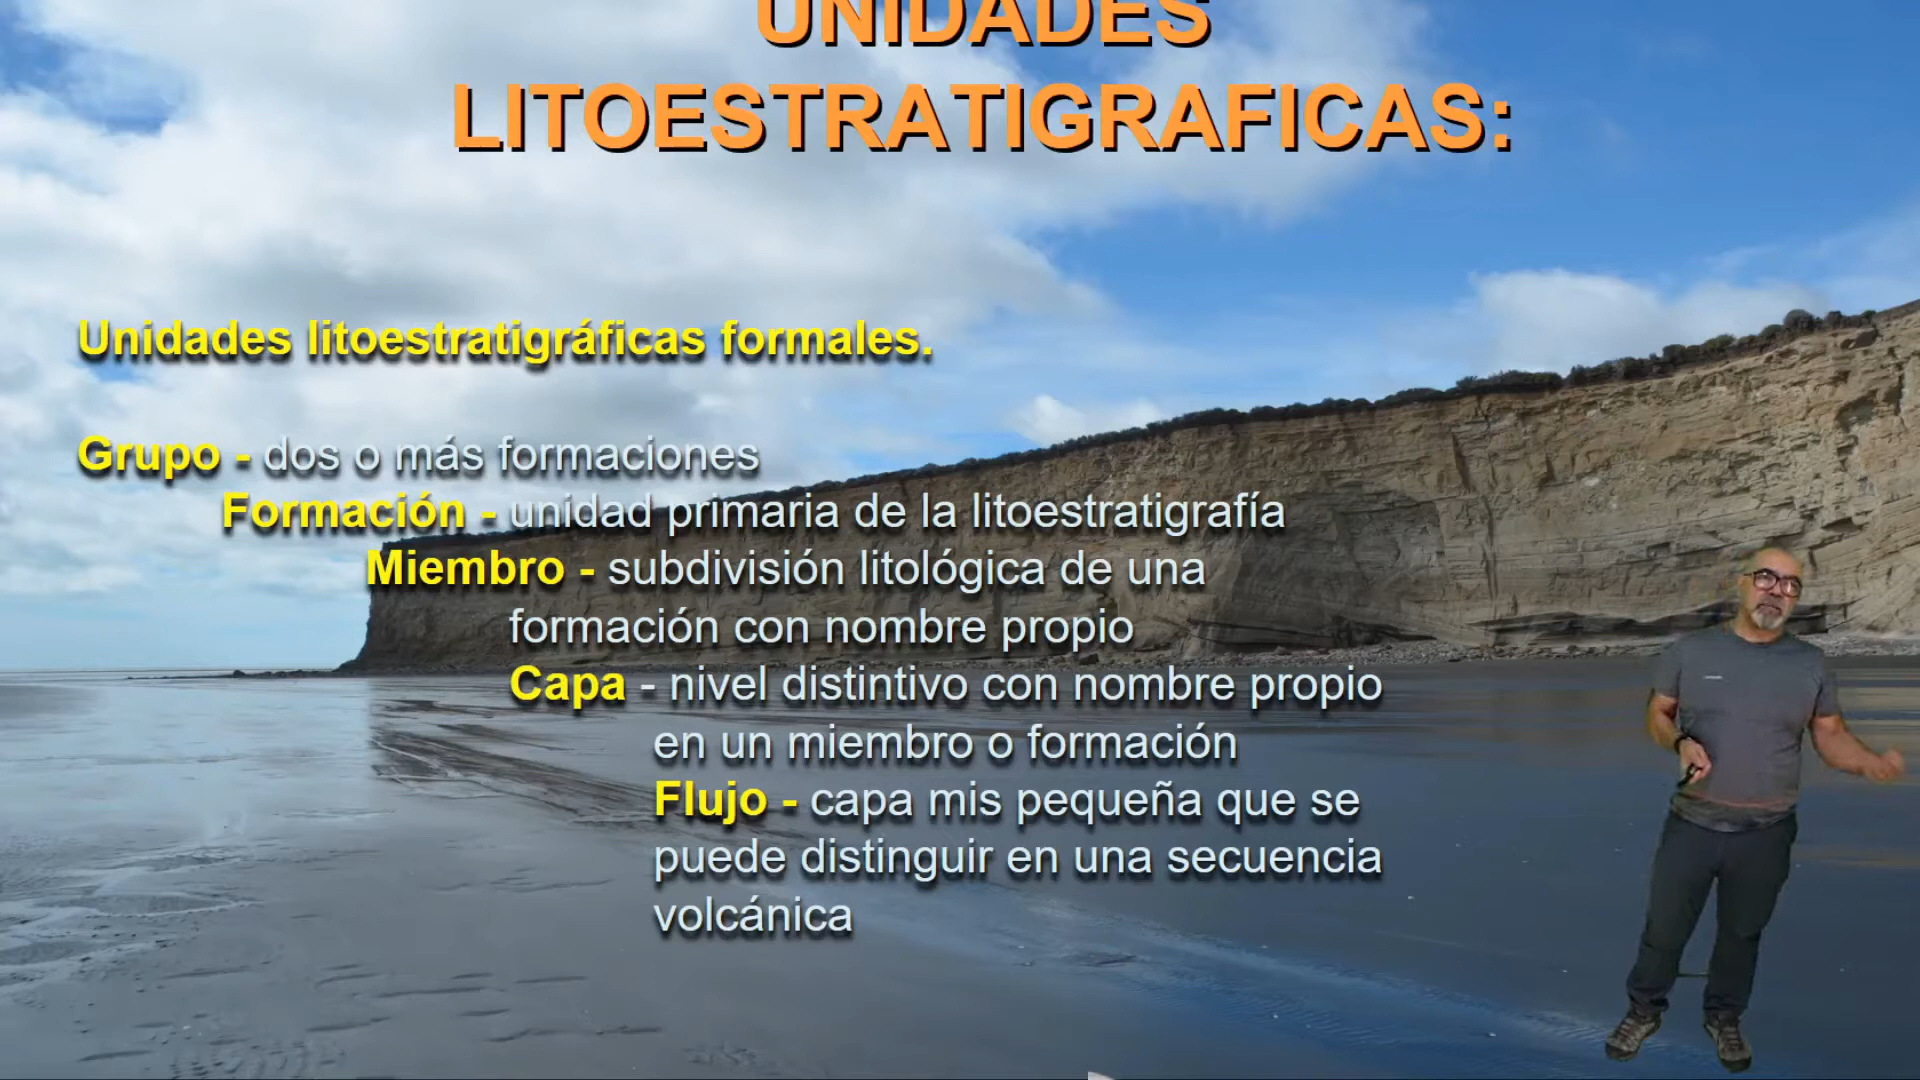 UNIDADES
LITOESTRATIGRAFICAS:
Unidades litoestratigráficas formales.
Grupo - dos o más formaciones
Formación - unidad primaria de la litoestratigrafía
Miembro - subdivisión litológica de una
formación con nombre propio
Capa - nivel distintivo con nombre propio
en un miembro o formación
Flujo - capa mis pequeña que se
puede distinguir en una secuencia
volcánica